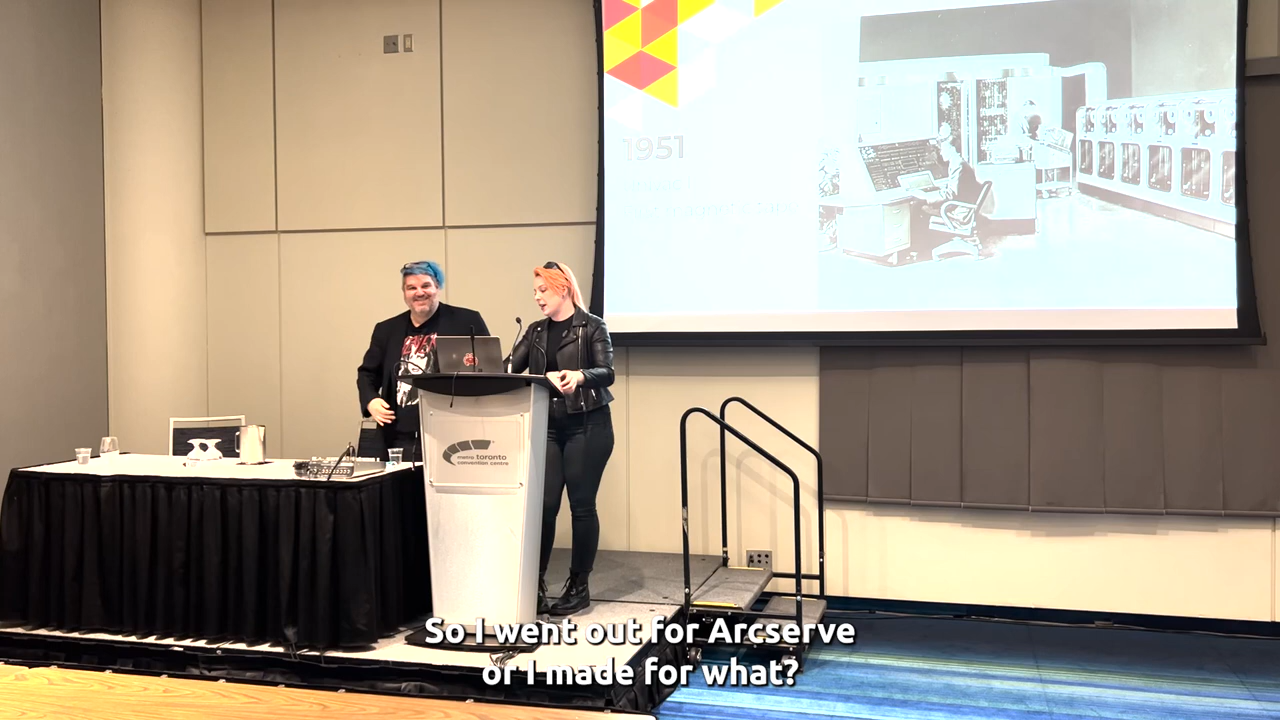 1951
metro toronto
convention centre
So I went out for Arcserve
or I made for what?